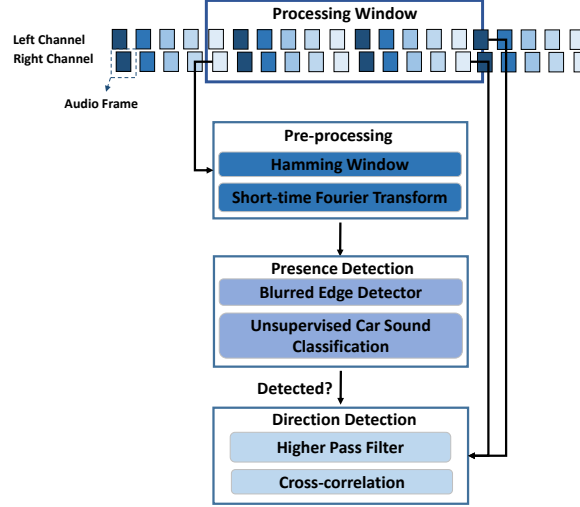 Processing Window
Left Channel
Right Channel
Audio Frame
Pre-processing
Hamming Window
Short-time Fourier Transform
Presence Detection
Blurred Edge Detector
Unsupervised Car Sound
Classification
Detected?
Direction Detection
Higher Pass Filter
Cross-correlation